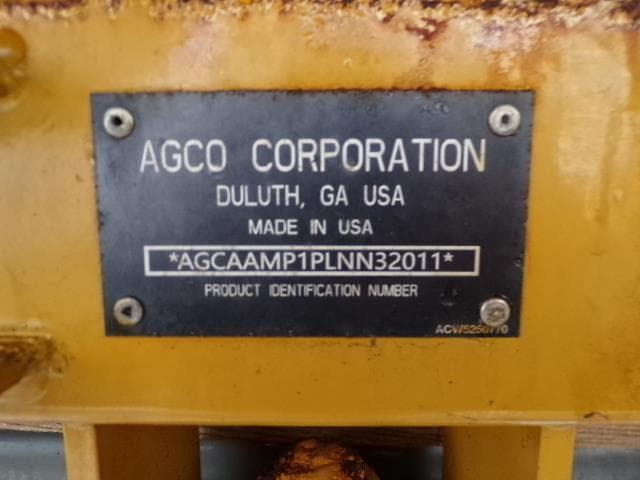 AGCO CORPORATION
DULUTH, GA USA
MADE IN USA
*AGCAAMP1PLNN32011*
PRODUCT IDENTIFICATION NUMBER